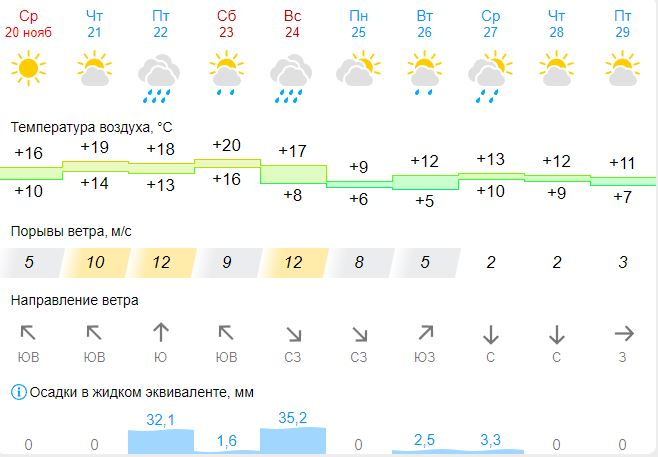 Ср Чт Пт Сб Вс Пн Вт Ср Чт Пт
20 нояб 21 22 23 24 25 26 27 28 29
Температура воздуха, °C
+16 +19 +18 +20 +17 +9 +12 +13 +12 +11
+10 +14 +13 +16 +8 +6 +5 +10 +9 +7
Порывы ветра, м/с
5 10 12 9 12 8 5 2 2 3
Направление ветра
ЮВ ЮВ Ю ЮВ СЗ СЗ ЮЗ С С З
Осадки в жидком эквиваленте, мм
0 0 32,1 1,6 35,2 0 2,5 3,3 0 0